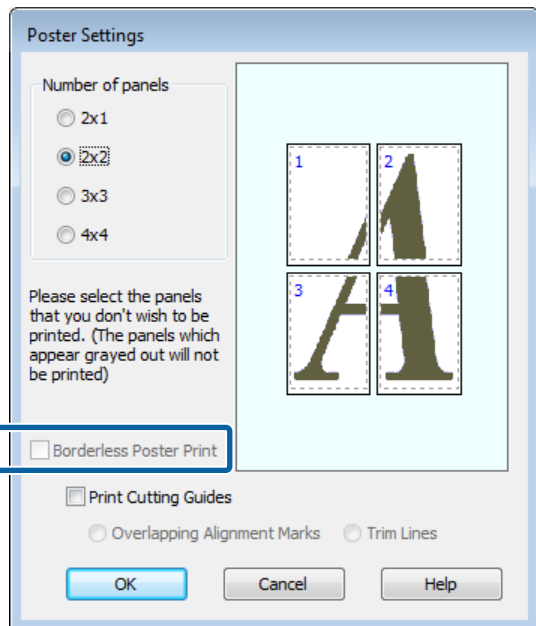 Poster Settings
Number of panels
2x1
2x2
3x3
4x4
1
2
3
4
A
Please select the panels
that you don't wish to be
printed. (The panels which
appear grayed out will not
be printed)
Borderless Poster Print
Print Cutting Guides
Overlapping Alignment Marks
Trim Lines
OK
Cancel
Help